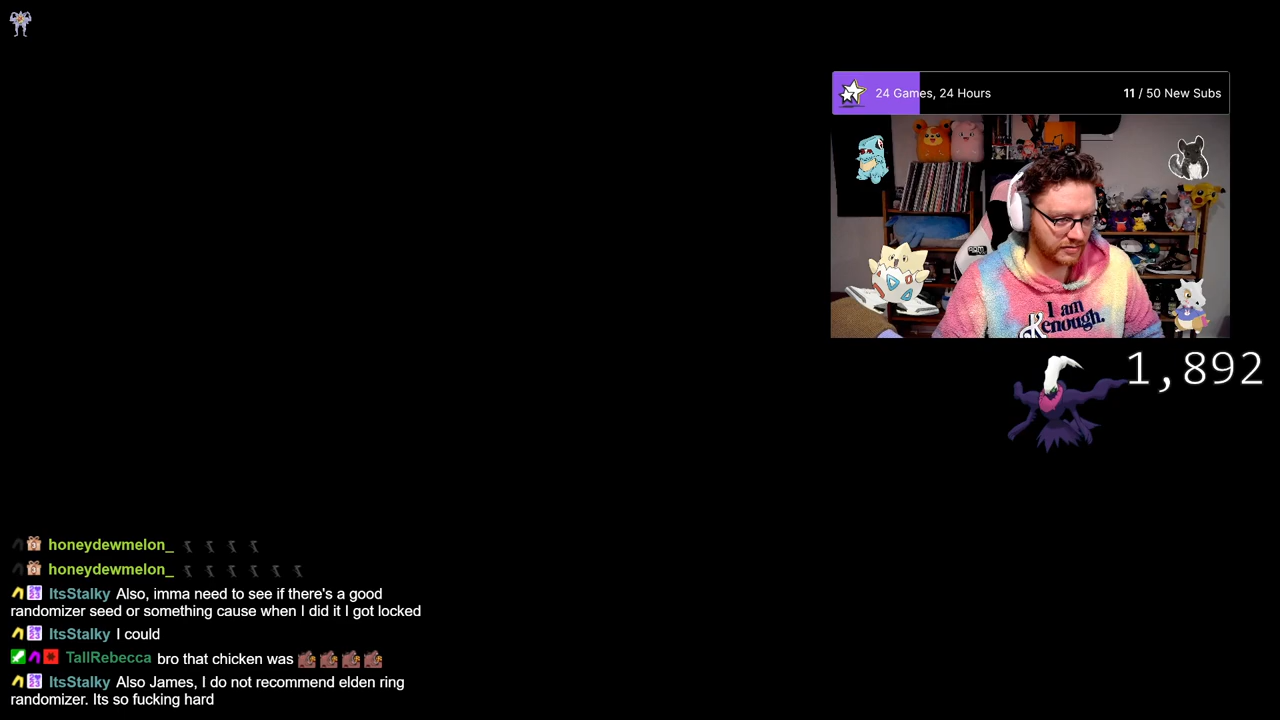 24 Games, 24 Hours
11 / 50 New Subs
I am
Kenough.
1,892
honeydewmelon_
honeydewmelon_
ItsStalky Also, imma need to see if there's a good
randomizer seed or something cause when I did it I got locked
ItsStalky I could
TallRebecca bro that chicken was
ItsStalky Also James, I do not recommend elden ring
randomizer. Its so fucking hard